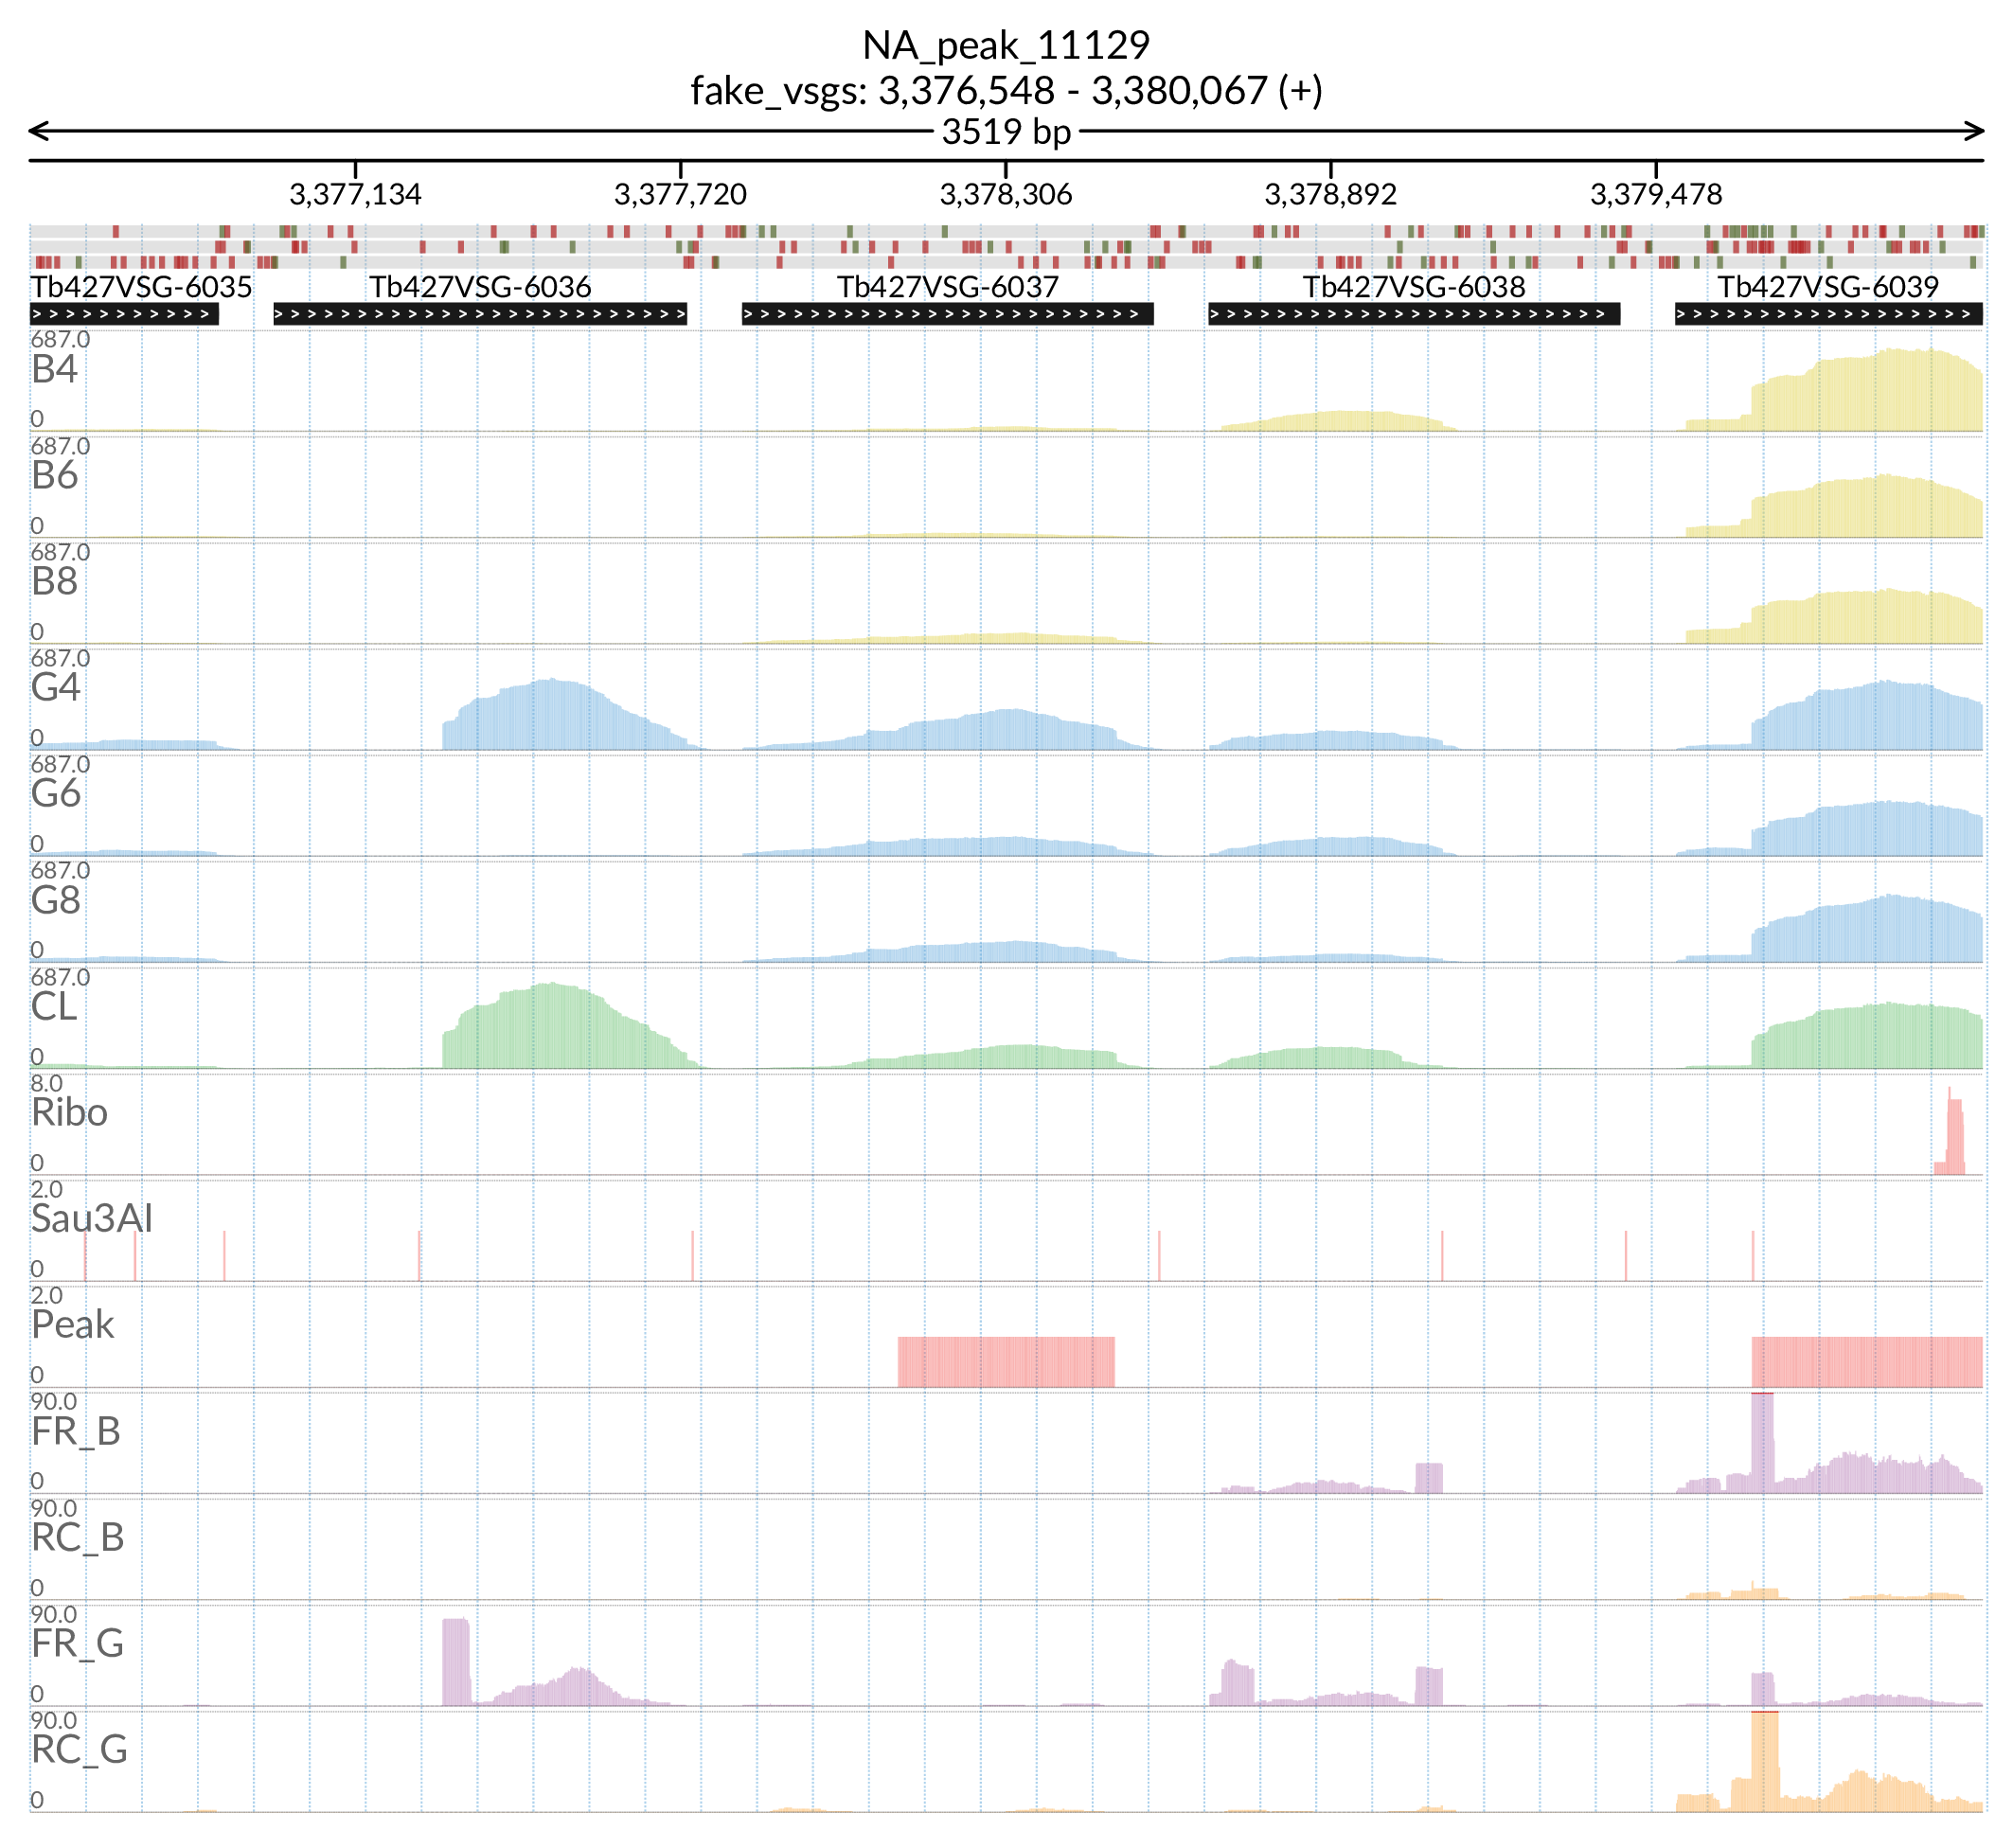 NA_peak_11129
fake_vsgs: 3,376,548 - 3,380,067 (+)
3519 bp
3,377,134 3,377,720 3,378,306 3,378,892 3,379,478
Tb427VSG-6035 Tb427VSG-6036 Tb427VSG-6037 Tb427VSG-6038 Tb427VSG-6039
687.0
B4
0
687.0
B6
0
687.0
B8
0
687.0
G4
0
687.0
G6
0
687.0
G8
0
687.0
CL
0
8.0
Ribo
0
2.0
Sau3AI
0
2.0
Peak
0
90.0
FR_B
0
90.0
RC_B
0
90.0
FR_G
0
90.0
RC_G
0